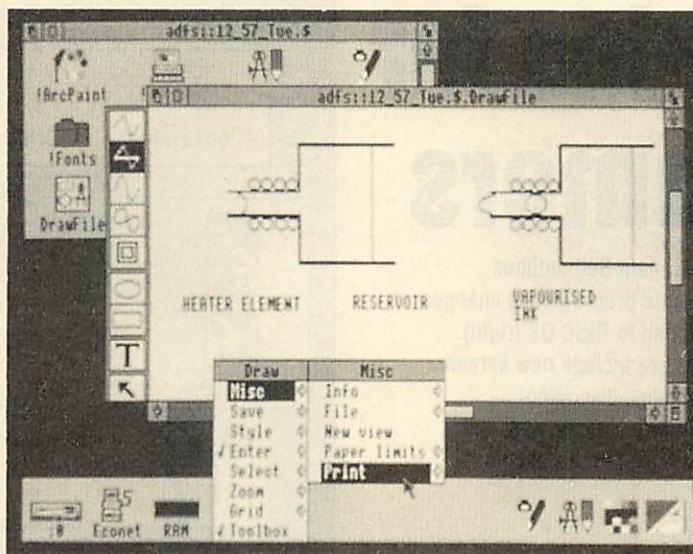 adfs::12_57_Tue.$
!ArcPaint
adfs::12_57_Tue.$.DrawFile
!Fonts
DrawFile
HEATER ELEMENT
RESERVOIR
VAPOURISED
INK
T
Draw
Misc
Save
Style
✓Enter
Select
Zoom
Grid
✓Toolbox
Misc
Info
File
New view
Paper limits
Print
:0
Econet
RAM